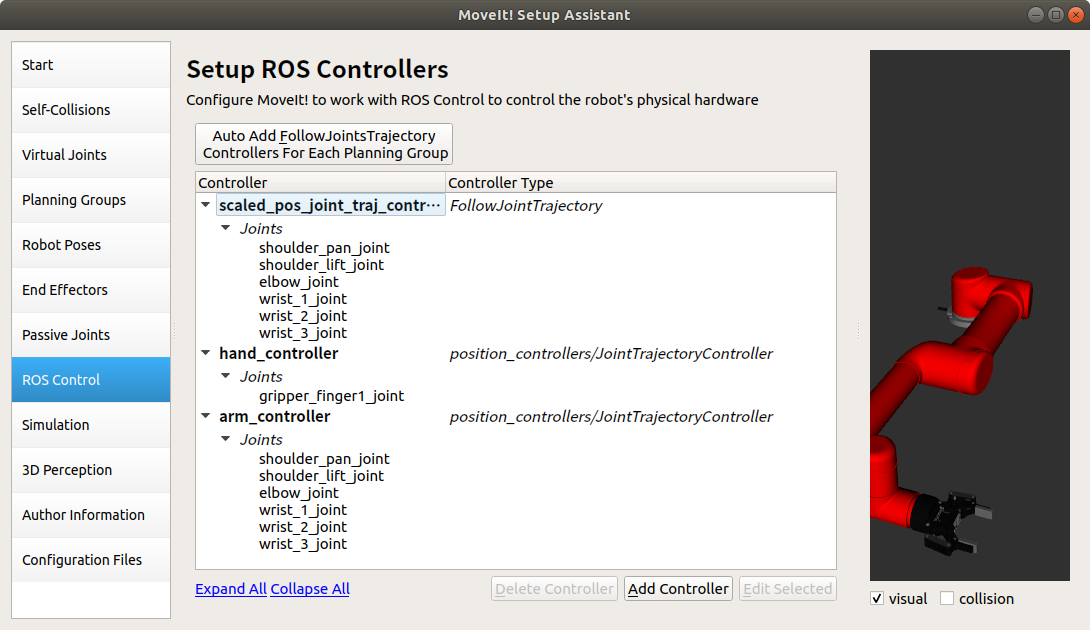 MoveIt! Setup Assistant
Start
Self-Collisions
Virtual Joints
Planning Groups
Robot Poses
End Effectors
Passive Joints
ROS Control
Simulation
3D Perception
Author Information
Configuration Files
Setup ROS Controllers
Configure MoveIt! to work with ROS Control to control the robot's physical hardware
Auto Add FollowJointsTrajectory
Controllers For Each Planning Group
Controller Controller Type
scaled_pos_joint_traj_contr··· FollowJointTrajectory
Joints
shoulder_pan_joint
shoulder_lift_joint
elbow_joint
wrist_1_joint
wrist_2_joint
wrist_3_joint
hand_controller position_controllers/JointTrajectoryController
Joints
gripper_finger1_joint
arm_controller position_controllers/JointTrajectoryController
Joints
shoulder_pan_joint
shoulder_lift_joint
elbow_joint
wrist_1_joint
wrist_2_joint
wrist_3_joint
Expand All Collapse All Delete Controller Add Controller Edit Selected
visual collision